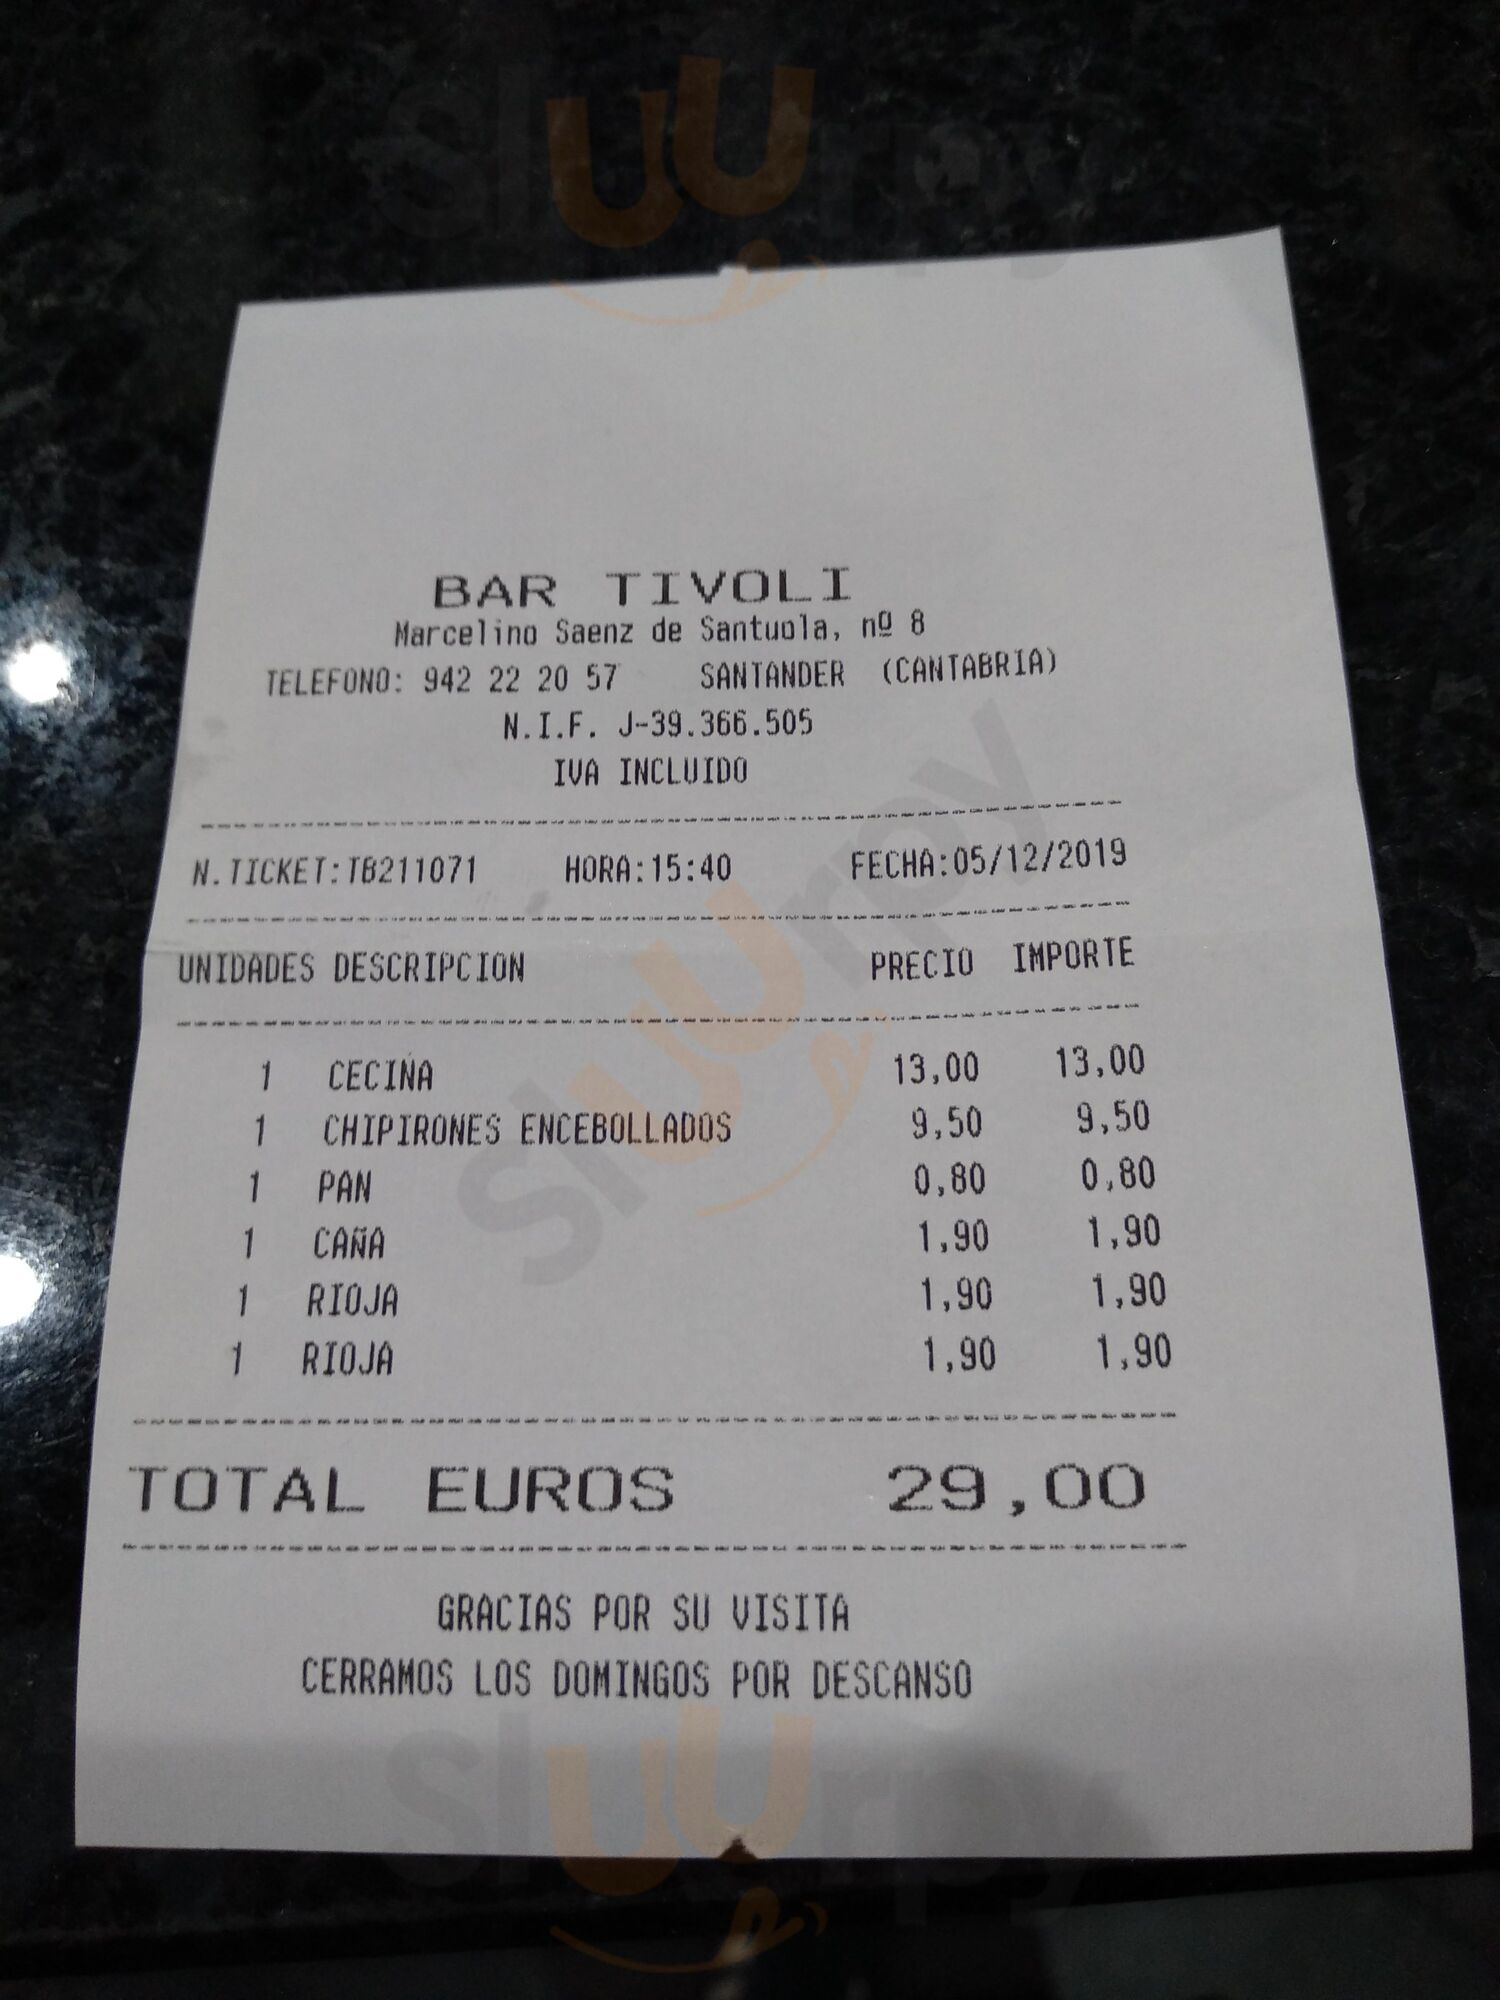 sluurpy
BAR TIVOLI
Marcelino Saenz de Santuola, nº 8
TELEFONO: 942 22 20 57 SANTANDER (CANTABRIA)
N.I.F. J-39.366.505
IVA INCLUIDO
N.TICKET:TB211071 HORA:15:40 FECHA:05/12/2019
UNIDADES DESCRIPCION PRECIO IMPORTE
1 CECINA 13,00 13,00
1 CHIPIRONES ENCEBOLLADOS 9,50 9,50
1 PAN 0,80 0,80
1 CAÑA 1,90 1,90
1 RIOJA 1,90 1,90
1 RIOJA 1,90 1,90
sluurpy
TOTAL EUROS 29,00
GRACIAS POR SU VISITA
CERRAMOS LOS DOMINGOS POR DESCANSO
sluurpy